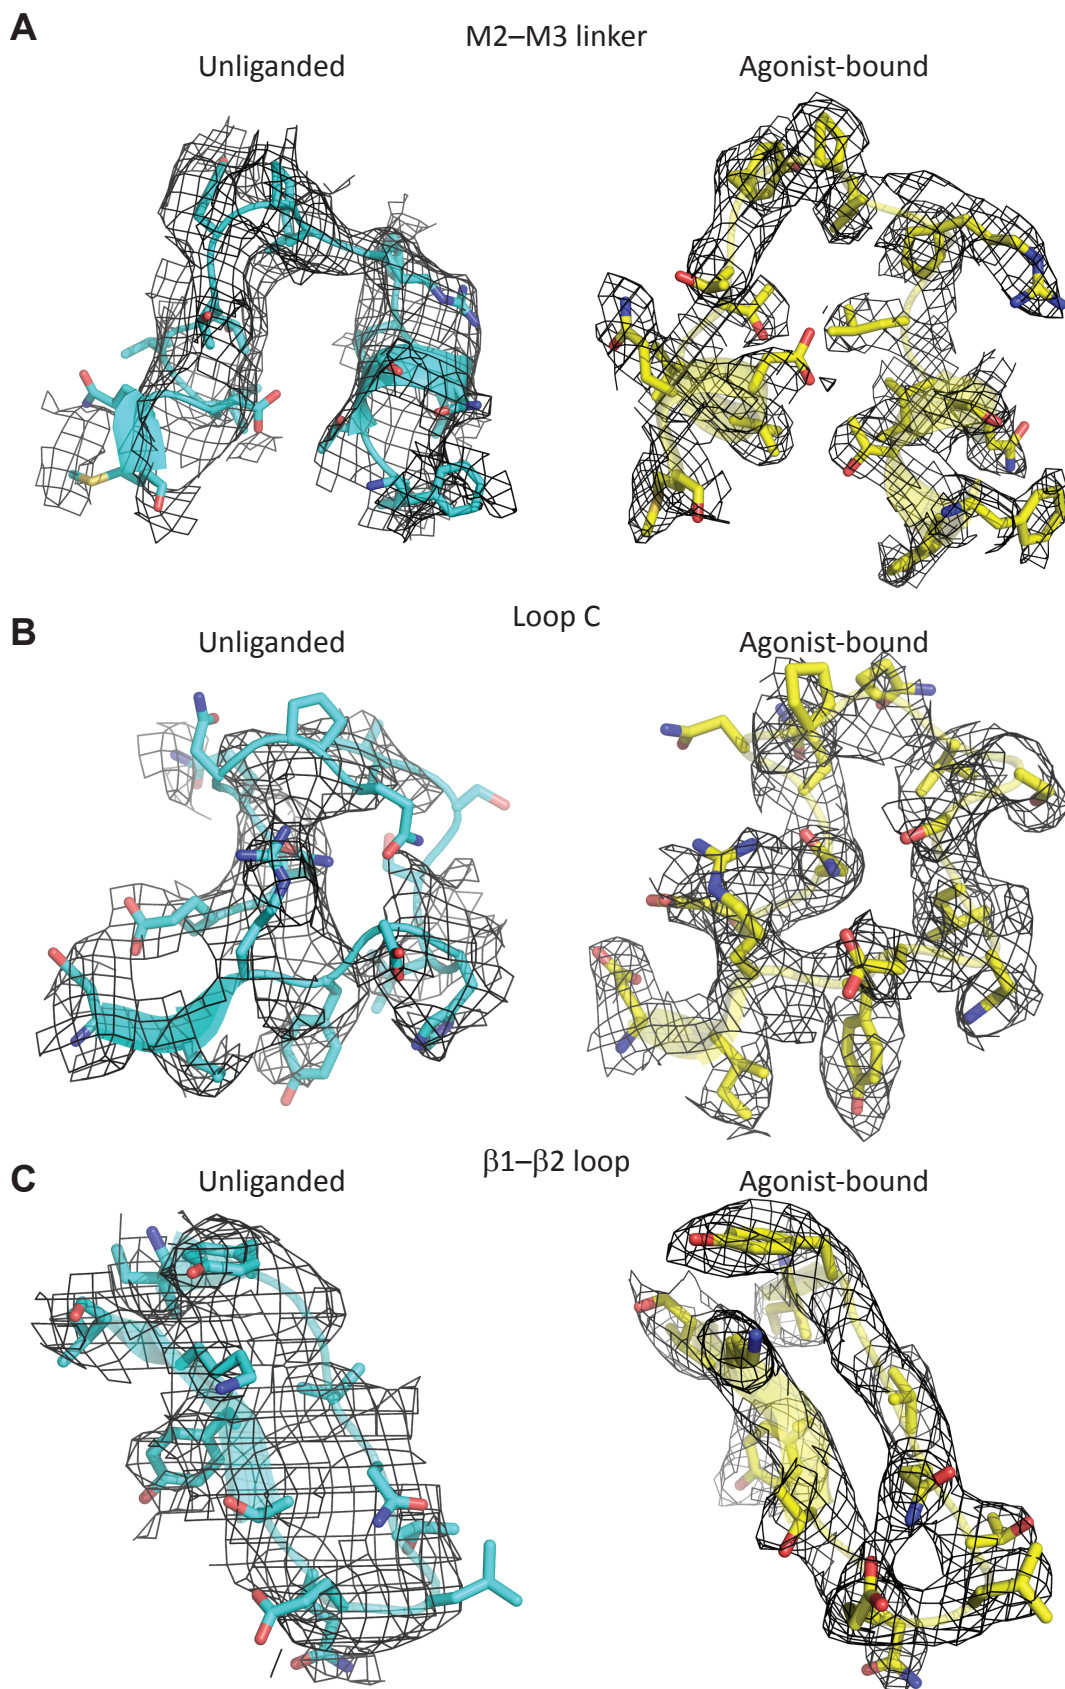 A
M2–M3 linker
Unliganded
Agonist-bound
B
Loop C
Unliganded
Agonist-bound
C
β1–β2 loop
Unliganded
Agonist-bound